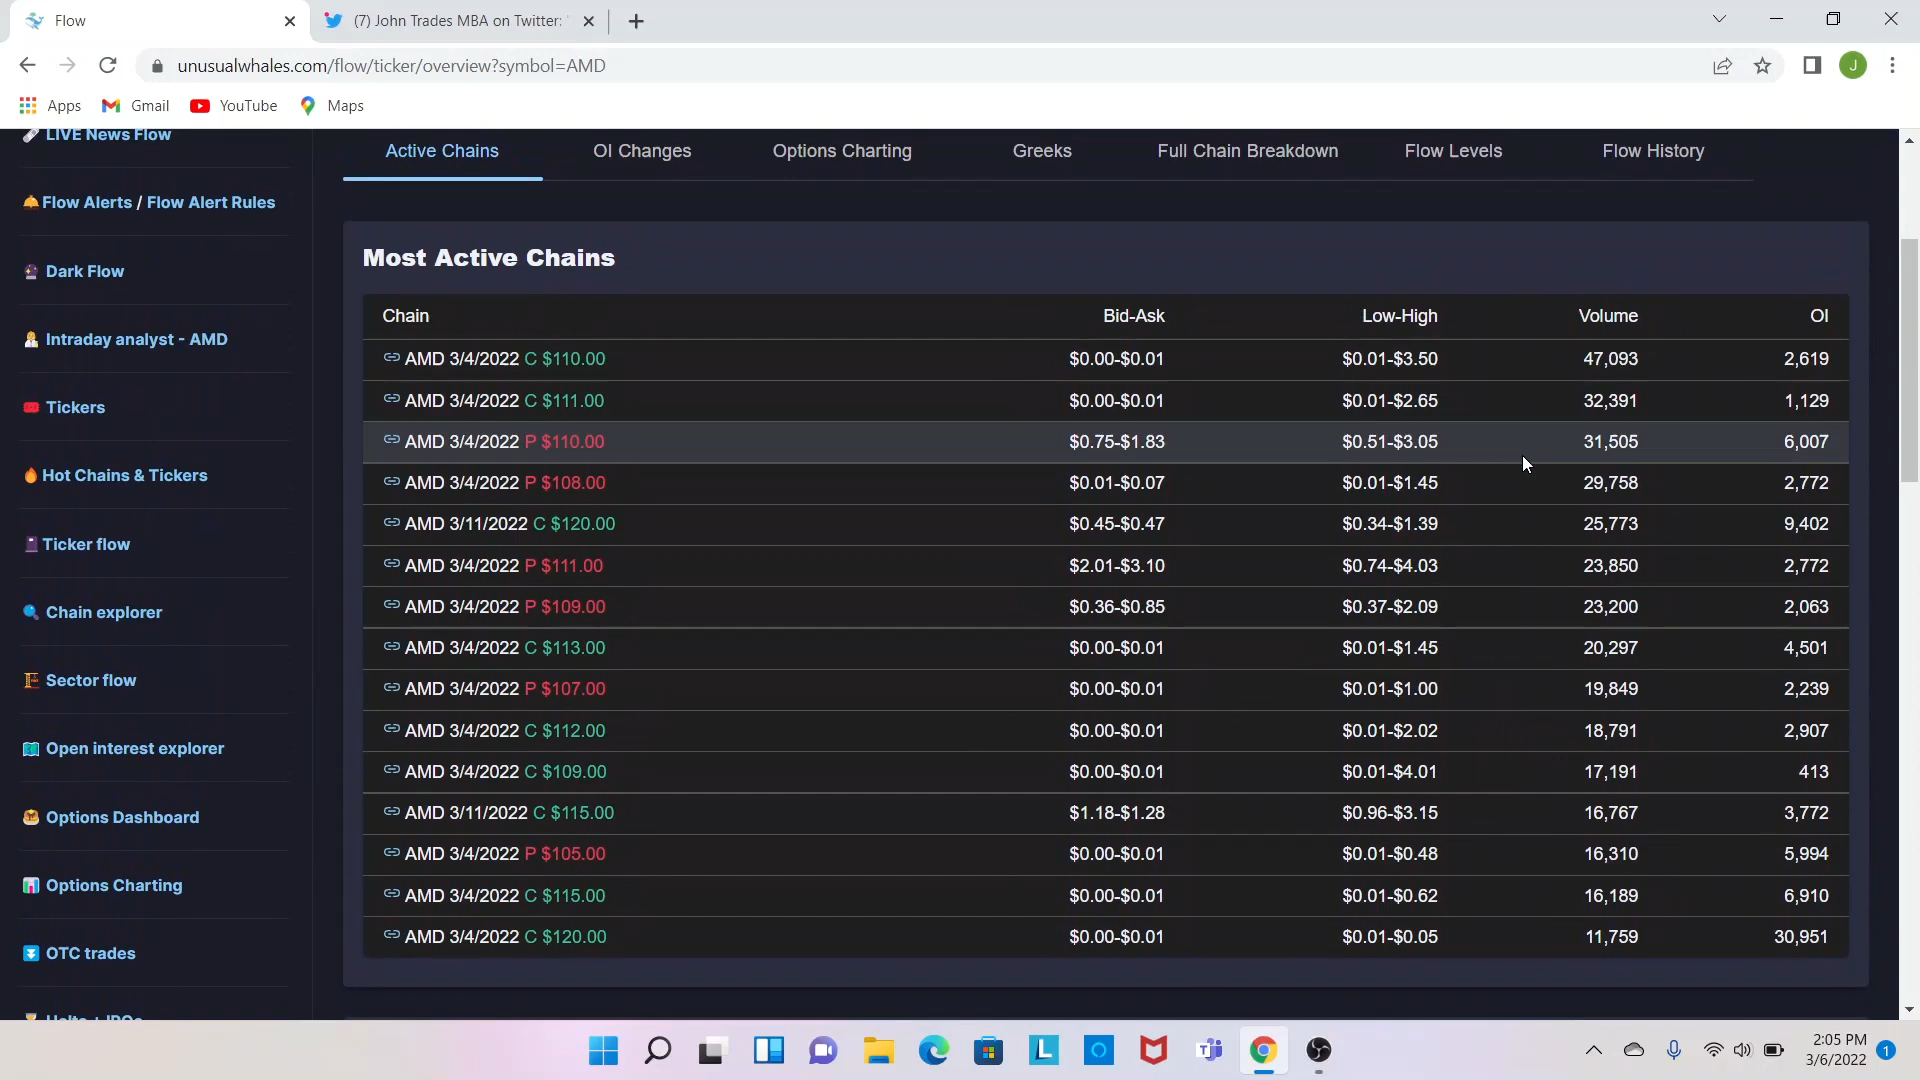 Flow
(7) John Trades MBA on Twitter:
unusualwhales.com/flow/ticker/overview?symbol=AMD
J
Apps
Gmail
YouTube
Maps
LIVE News Flow
Flow Alerts / Flow Alert Rules
Dark Flow
Intraday analyst - AMD
Tickers
Hot Chains & Tickers
Ticker flow
Chain explorer
Sector flow
Open interest explorer
Options Dashboard
Options Charting
OTC trades
Active Chains
OI Changes
Options Charting
Greeks
Full Chain Breakdown
Flow Levels
Flow History
Most Active Chains
Chain Bid-Ask Low-High Volume OI
AMD 3/4/2022 C $110.00 $0.00-$0.01 $0.01-$3.50 47,093 2,619
AMD 3/4/2022 C $111.00 $0.00-$0.01 $0.01-$2.65 32,391 1,129
AMD 3/4/2022 P $110.00 $0.75-$1.83 $0.51-$3.05 31,505 6,007
AMD 3/4/2022 P $108.00 $0.01-$0.07 $0.01-$1.45 29,758 2,772
AMD 3/11/2022 C $120.00 $0.45-$0.47 $0.34-$1.39 25,773 9,402
AMD 3/4/2022 P $111.00 $2.01-$3.10 $0.74-$4.03 23,850 2,772
AMD 3/4/2022 P $109.00 $0.36-$0.85 $0.37-$2.09 23,200 2,063
AMD 3/4/2022 C $113.00 $0.00-$0.01 $0.01-$1.45 20,297 4,501
AMD 3/4/2022 P $107.00 $0.00-$0.01 $0.01-$1.00 19,849 2,239
AMD 3/4/2022 C $112.00 $0.00-$0.01 $0.01-$2.02 18,791 2,907
AMD 3/4/2022 C $109.00 $0.00-$0.01 $0.01-$4.01 17,191 413
AMD 3/11/2022 C $115.00 $1.18-$1.28 $0.96-$3.15 16,767 3,772
AMD 3/4/2022 P $105.00 $0.00-$0.01 $0.01-$0.48 16,310 5,994
AMD 3/4/2022 C $115.00 $0.00-$0.01 $0.01-$0.62 16,189 6,910
AMD 3/4/2022 C $120.00 $0.00-$0.01 $0.01-$0.05 11,759 30,951
2:05 PM
3/6/2022
1